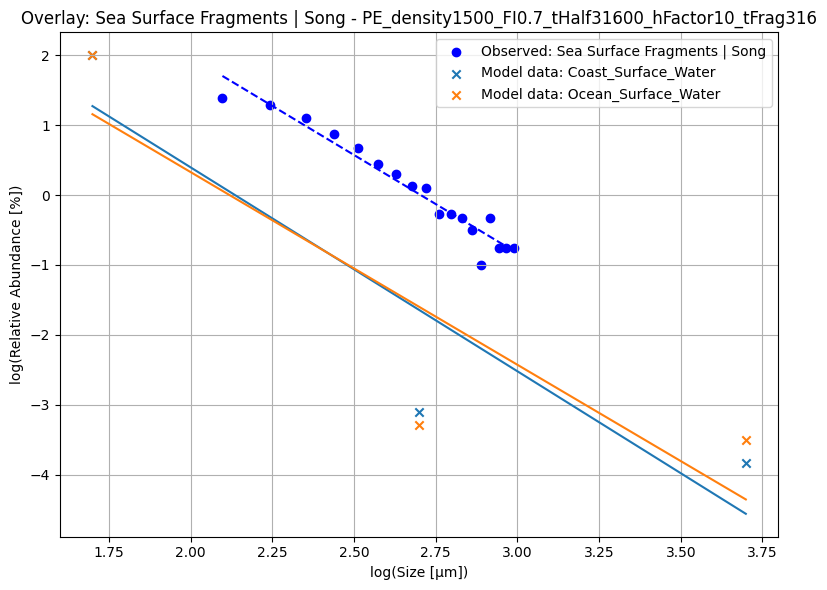 Overlay: Sea Surface Fragments | Song - PE_density1500_FI0.7_tHalf31600_hFactor10_tFrag316
Observed: Sea Surface Fragments | Song
Model data: Coast_Surface_Water
Model data: Ocean_Surface_Water
log(Relative Abundance [%])
2
1
0
−1
−2
−3
−4
1.75
2.00
2.25
2.50
2.75
3.00
3.25
3.50
3.75
log(Size [μm])